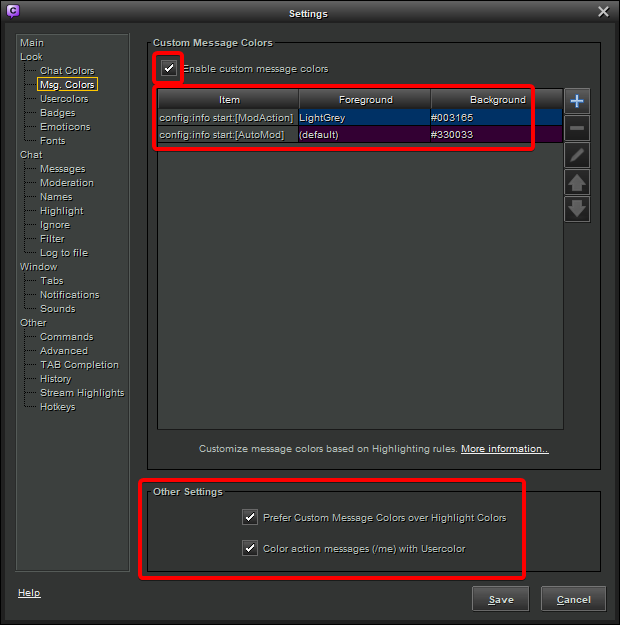 Settings
Main
Look
Chat Colors
Msg. Colors
Usercolors
Badges
Emoticons
Fonts
Chat
Messages
Moderation
Names
Highlight
Ignore
Filter
Log to file
Window
Tabs
Notifications
Sounds
Other
Commands
Advanced
TAB Completion
History
Stream Highlights
Hotkeys
Custom Message Colors
Enable custom message colors
Item Foreground Background
config:info start:[ModAction] LightGrey #003165
config:info start:[AutoMod] (default) #330033
Customize message colors based on Highlighting rules. More information..
Other Settings
Prefer Custom Message Colors over Highlight Colors
Color action messages (/me) with Usercolor
Help
Save Cancel